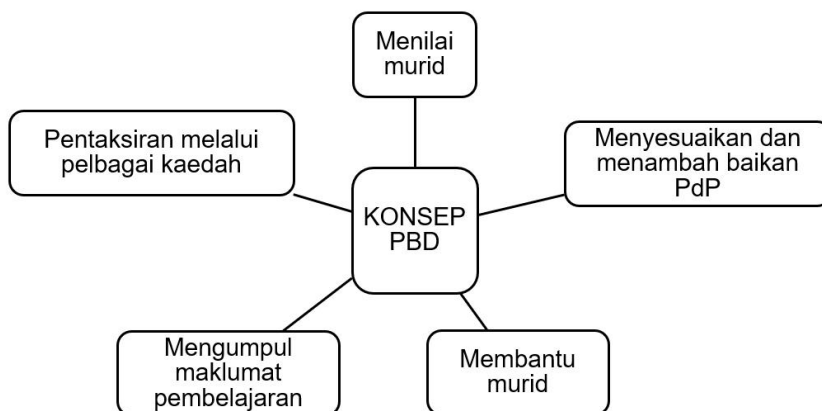 Menilai
murid
Pentaksiran melalui
pelbagai kaedah
Menyesuaikan dan
menambah baikan
PdP
KONSEP
PBD
Mengumpul
maklumat
pembelajaran
Membantu
murid